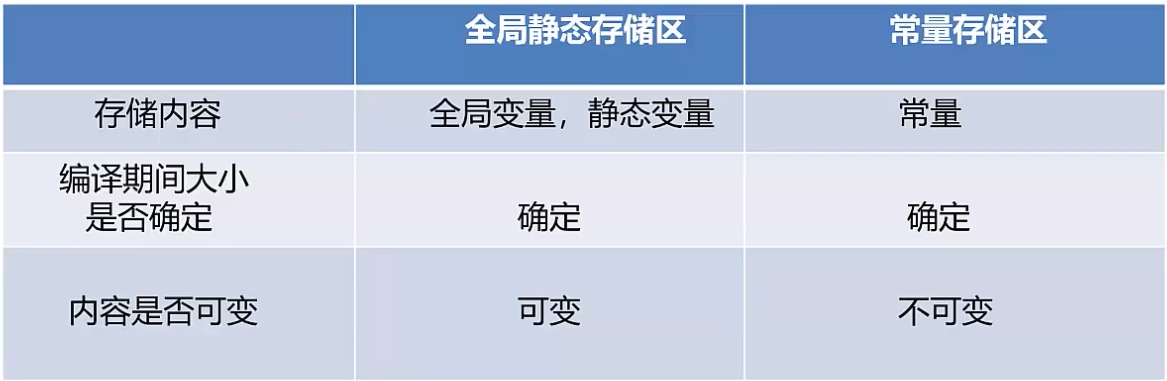 全局静态存储区 常量存储区
存储内容 全局变量，静态变量 常量
编译期间大小
是否确定 确定 确定
内容是否可变 可变 不可变